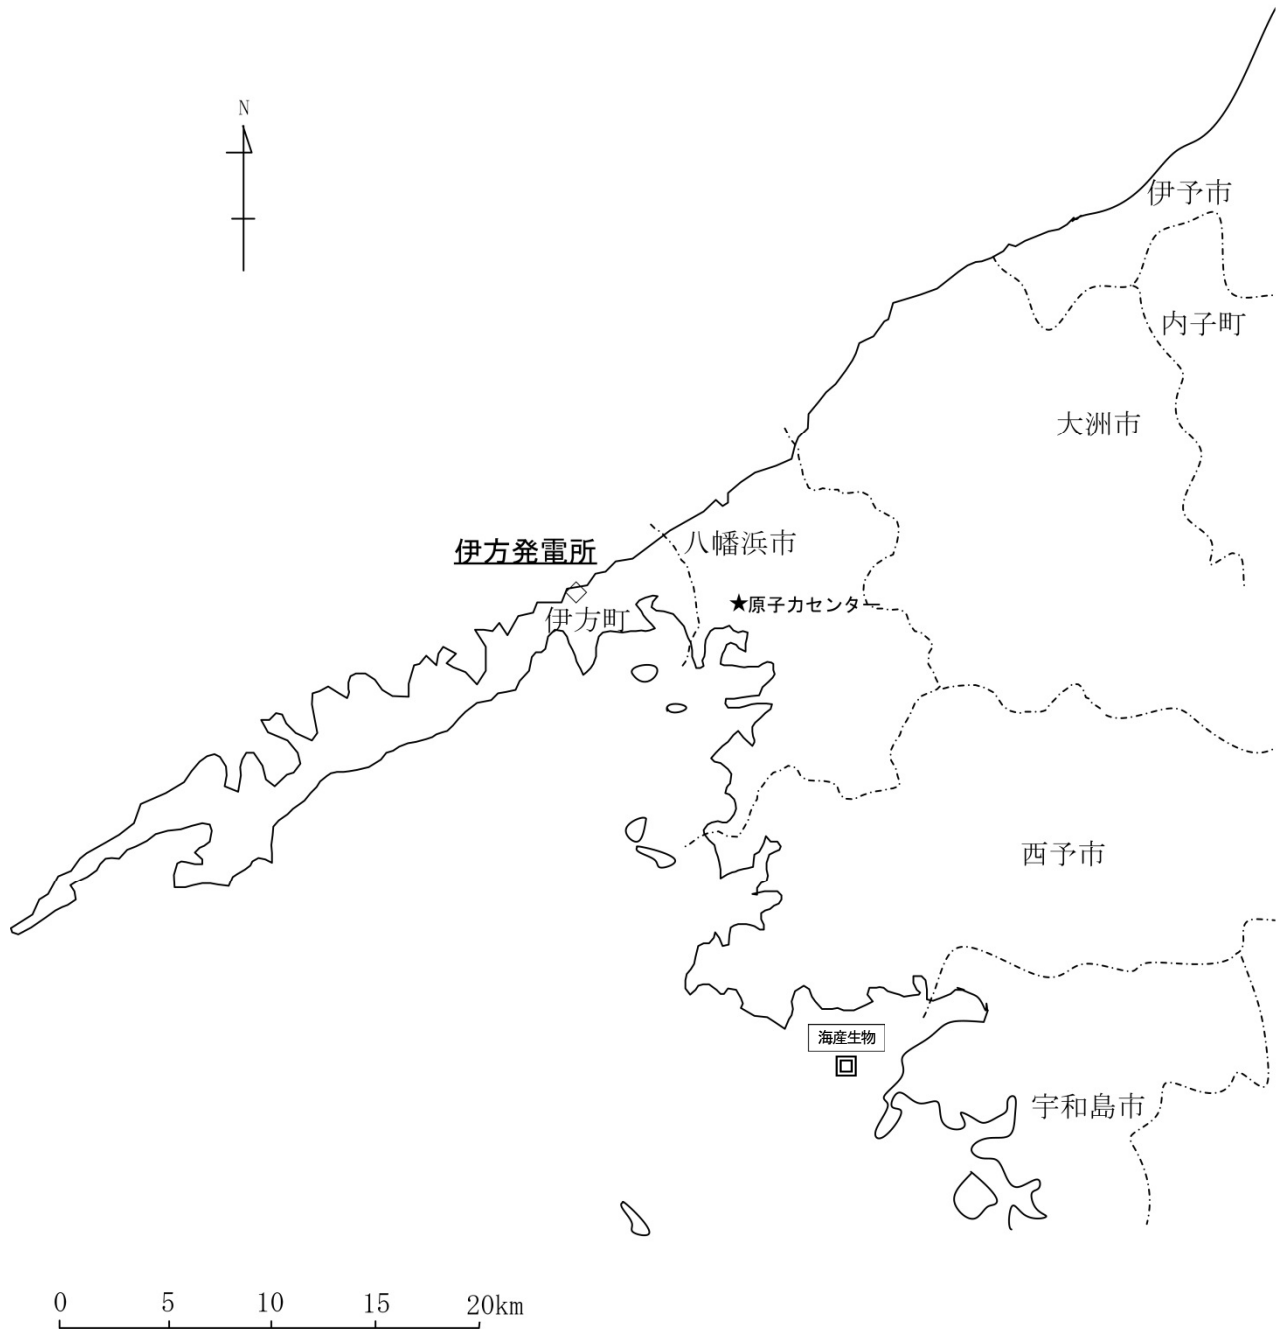 N
伊予市
内子町
大洲市
八幡浜市
伊方発電所
★原子力センター
伊方町
西予市
海産生物
宇和島市
0 5 10 15 20km